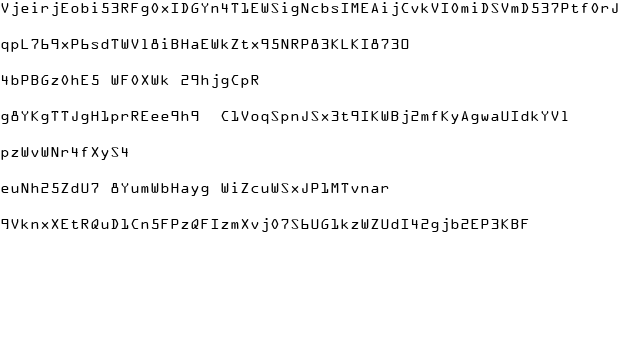 VjeirjEobi53RFg0xIDGYn4T1EWSigNcbsIMEAijCvkVI0miDSVmD537Ptf0rJ
qpL769xP6sdTWV18iBHaEWkZtx95NRP83KLKI8730
4bPBGz0hE5 WF0XWk 29hjgCpR
g8YKgTTJgH1prREee9h9  C1VoqSpnJSx3t9IKWBj2mfKyAgwaUIdkYV1
pzWvWNr4fXyS4
euNh25ZdU7 8YumWbHayg WiZcuWSxJP1MTvnar
9VknxXEtRQuD1Cn5FPzQFIzmXvj07S6UG1kzWZUdI42gjb2EP3KBF